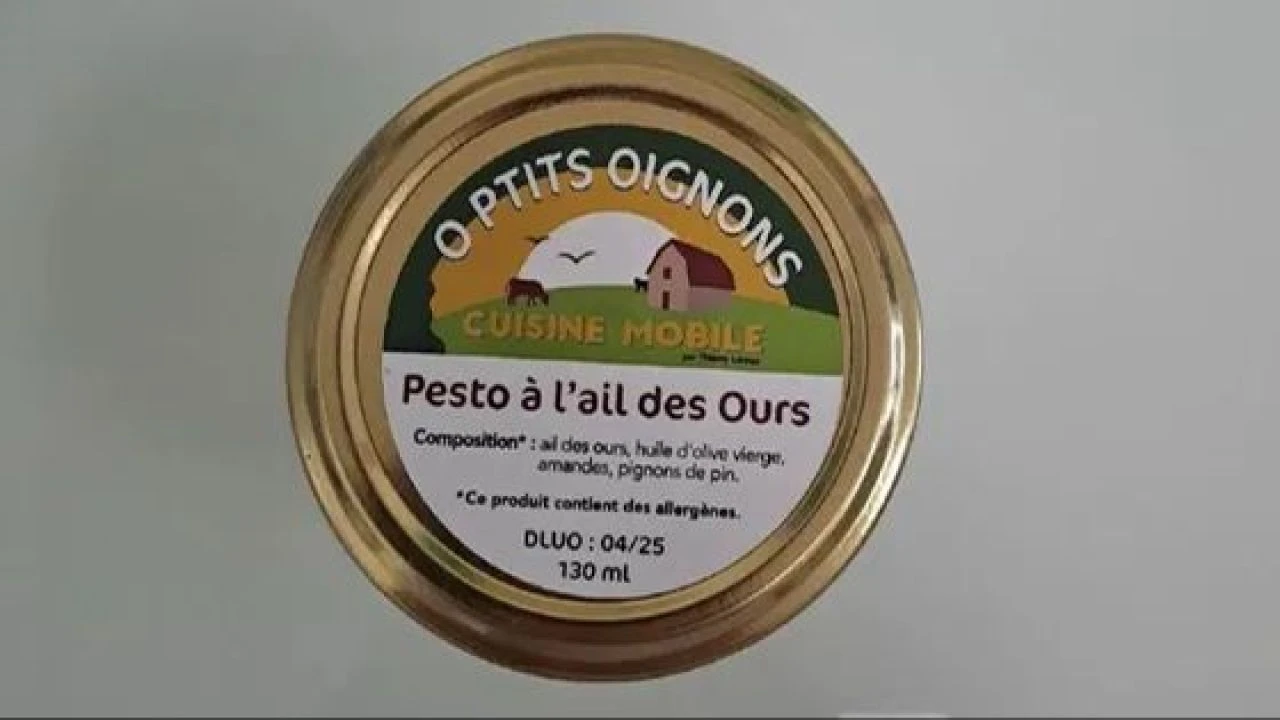 O PTITS OIGNONS
CUISINE MOBILE
Pesto à l'ail des Ours
Composition* : ail des ours, huile d'olive vierge,
amandes, pignons de pin.
*Ce produit contient des allergènes.
DLUO : 04/25
130 ml